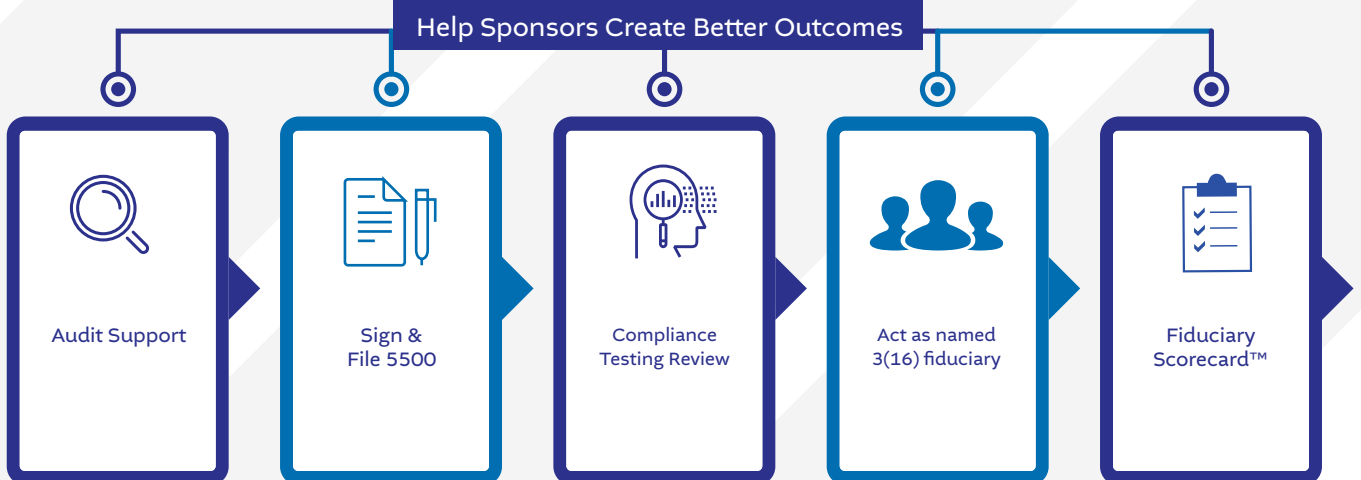 Help Sponsors Create Better Outcomes
Audit Support
Sign &
File 5500
Compliance
Testing Review
Act as named
3(16) fiduciary
Fiduciary
Scorecard™